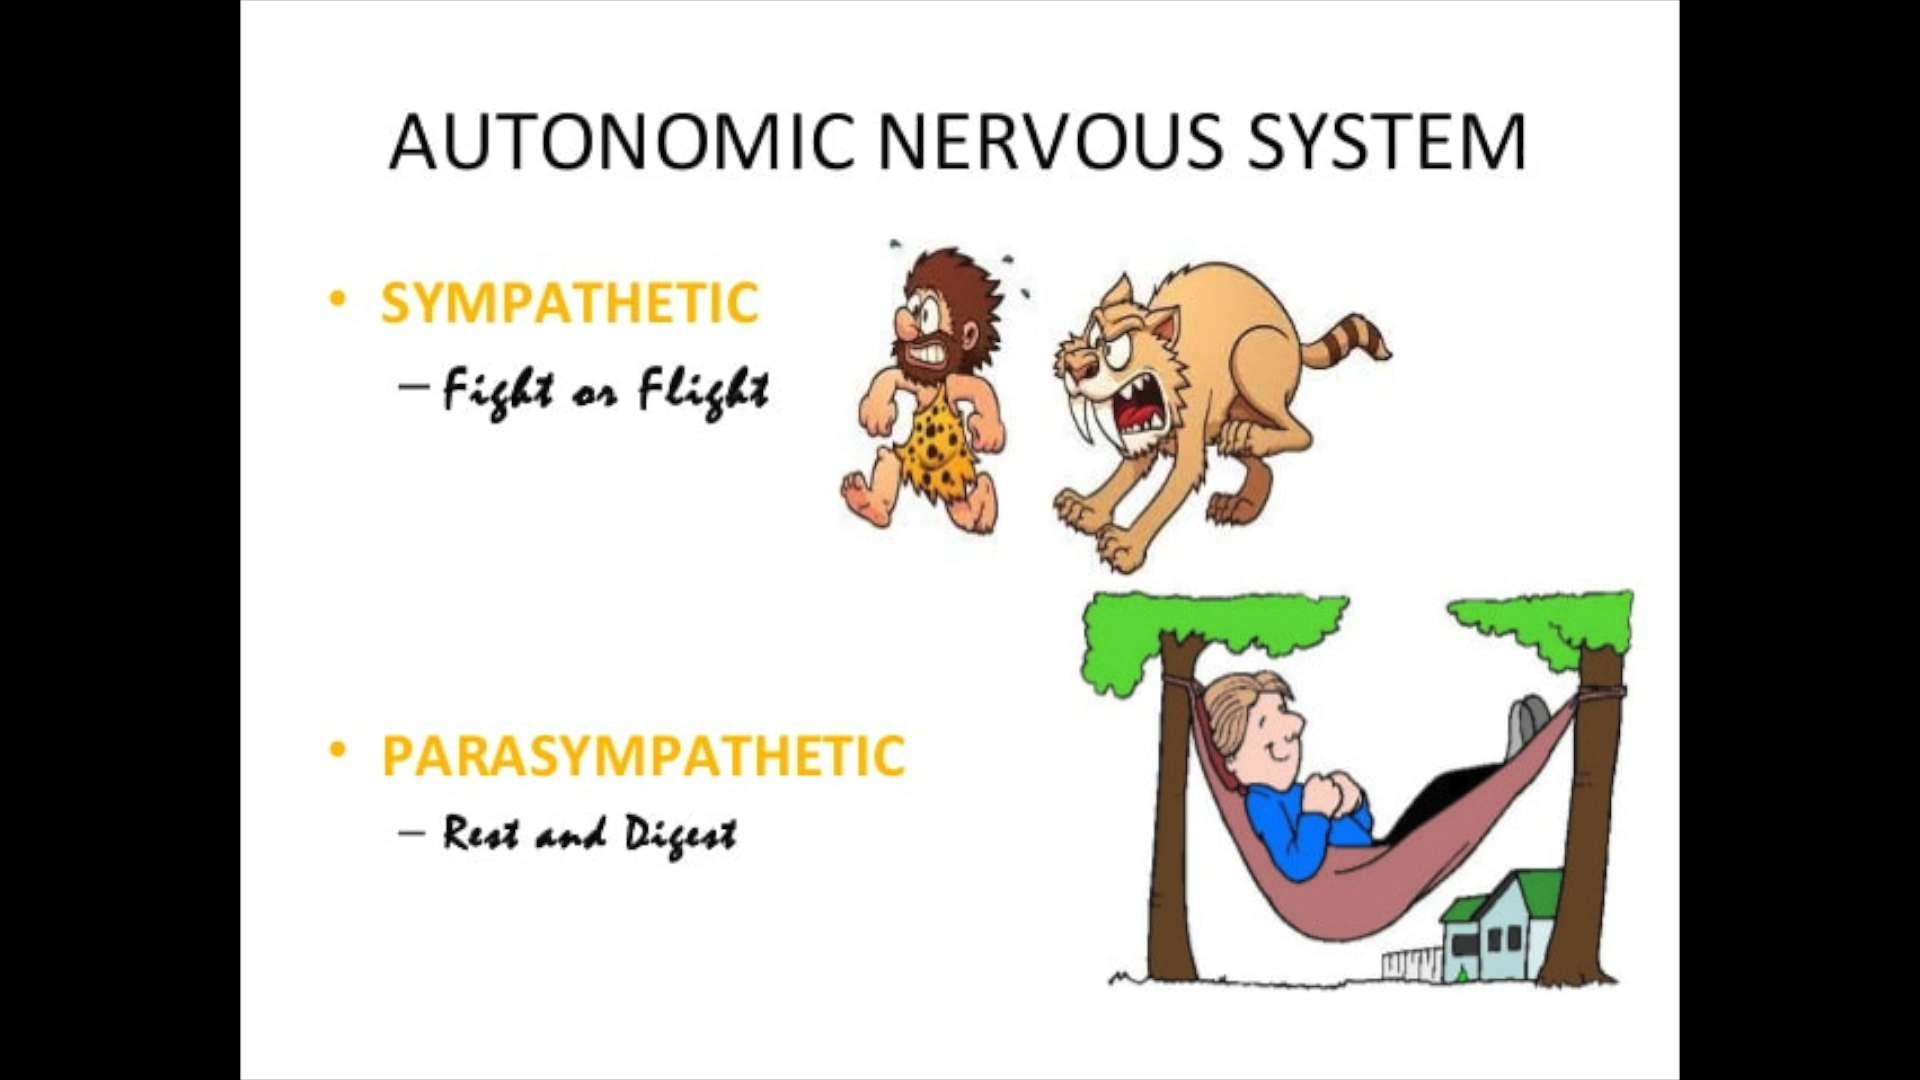 AUTONOMIC NERVOUS SYSTEM
• SYMPATHETIC
– Fight or Flight
• PARASYMPATHETIC
– Rest and Digest